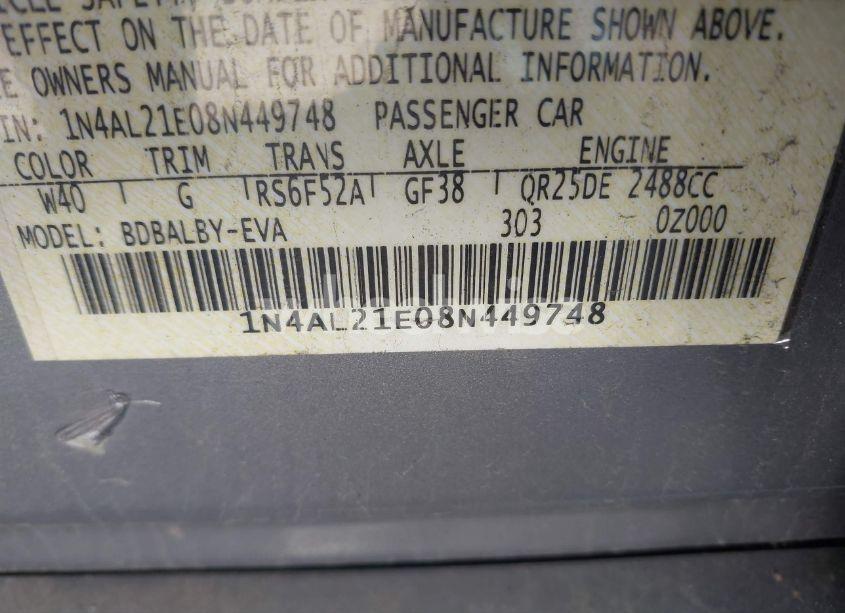 EFFECT ON THE DATE OF MANUFACTURE SHOWN ABOVE.
OWNERS MANUAL FOR ADDITIONAL INFORMATION.
IN: 1N4AL21E08N449748 PASSENGER CAR
COLOR TRIM TRANS AXLE ENGINE
W40 G RS6F52A GF38 QR25DE 2488CC
MODEL: BDBALBY-EVA 303 0Z000
1N4AL21E08N449748